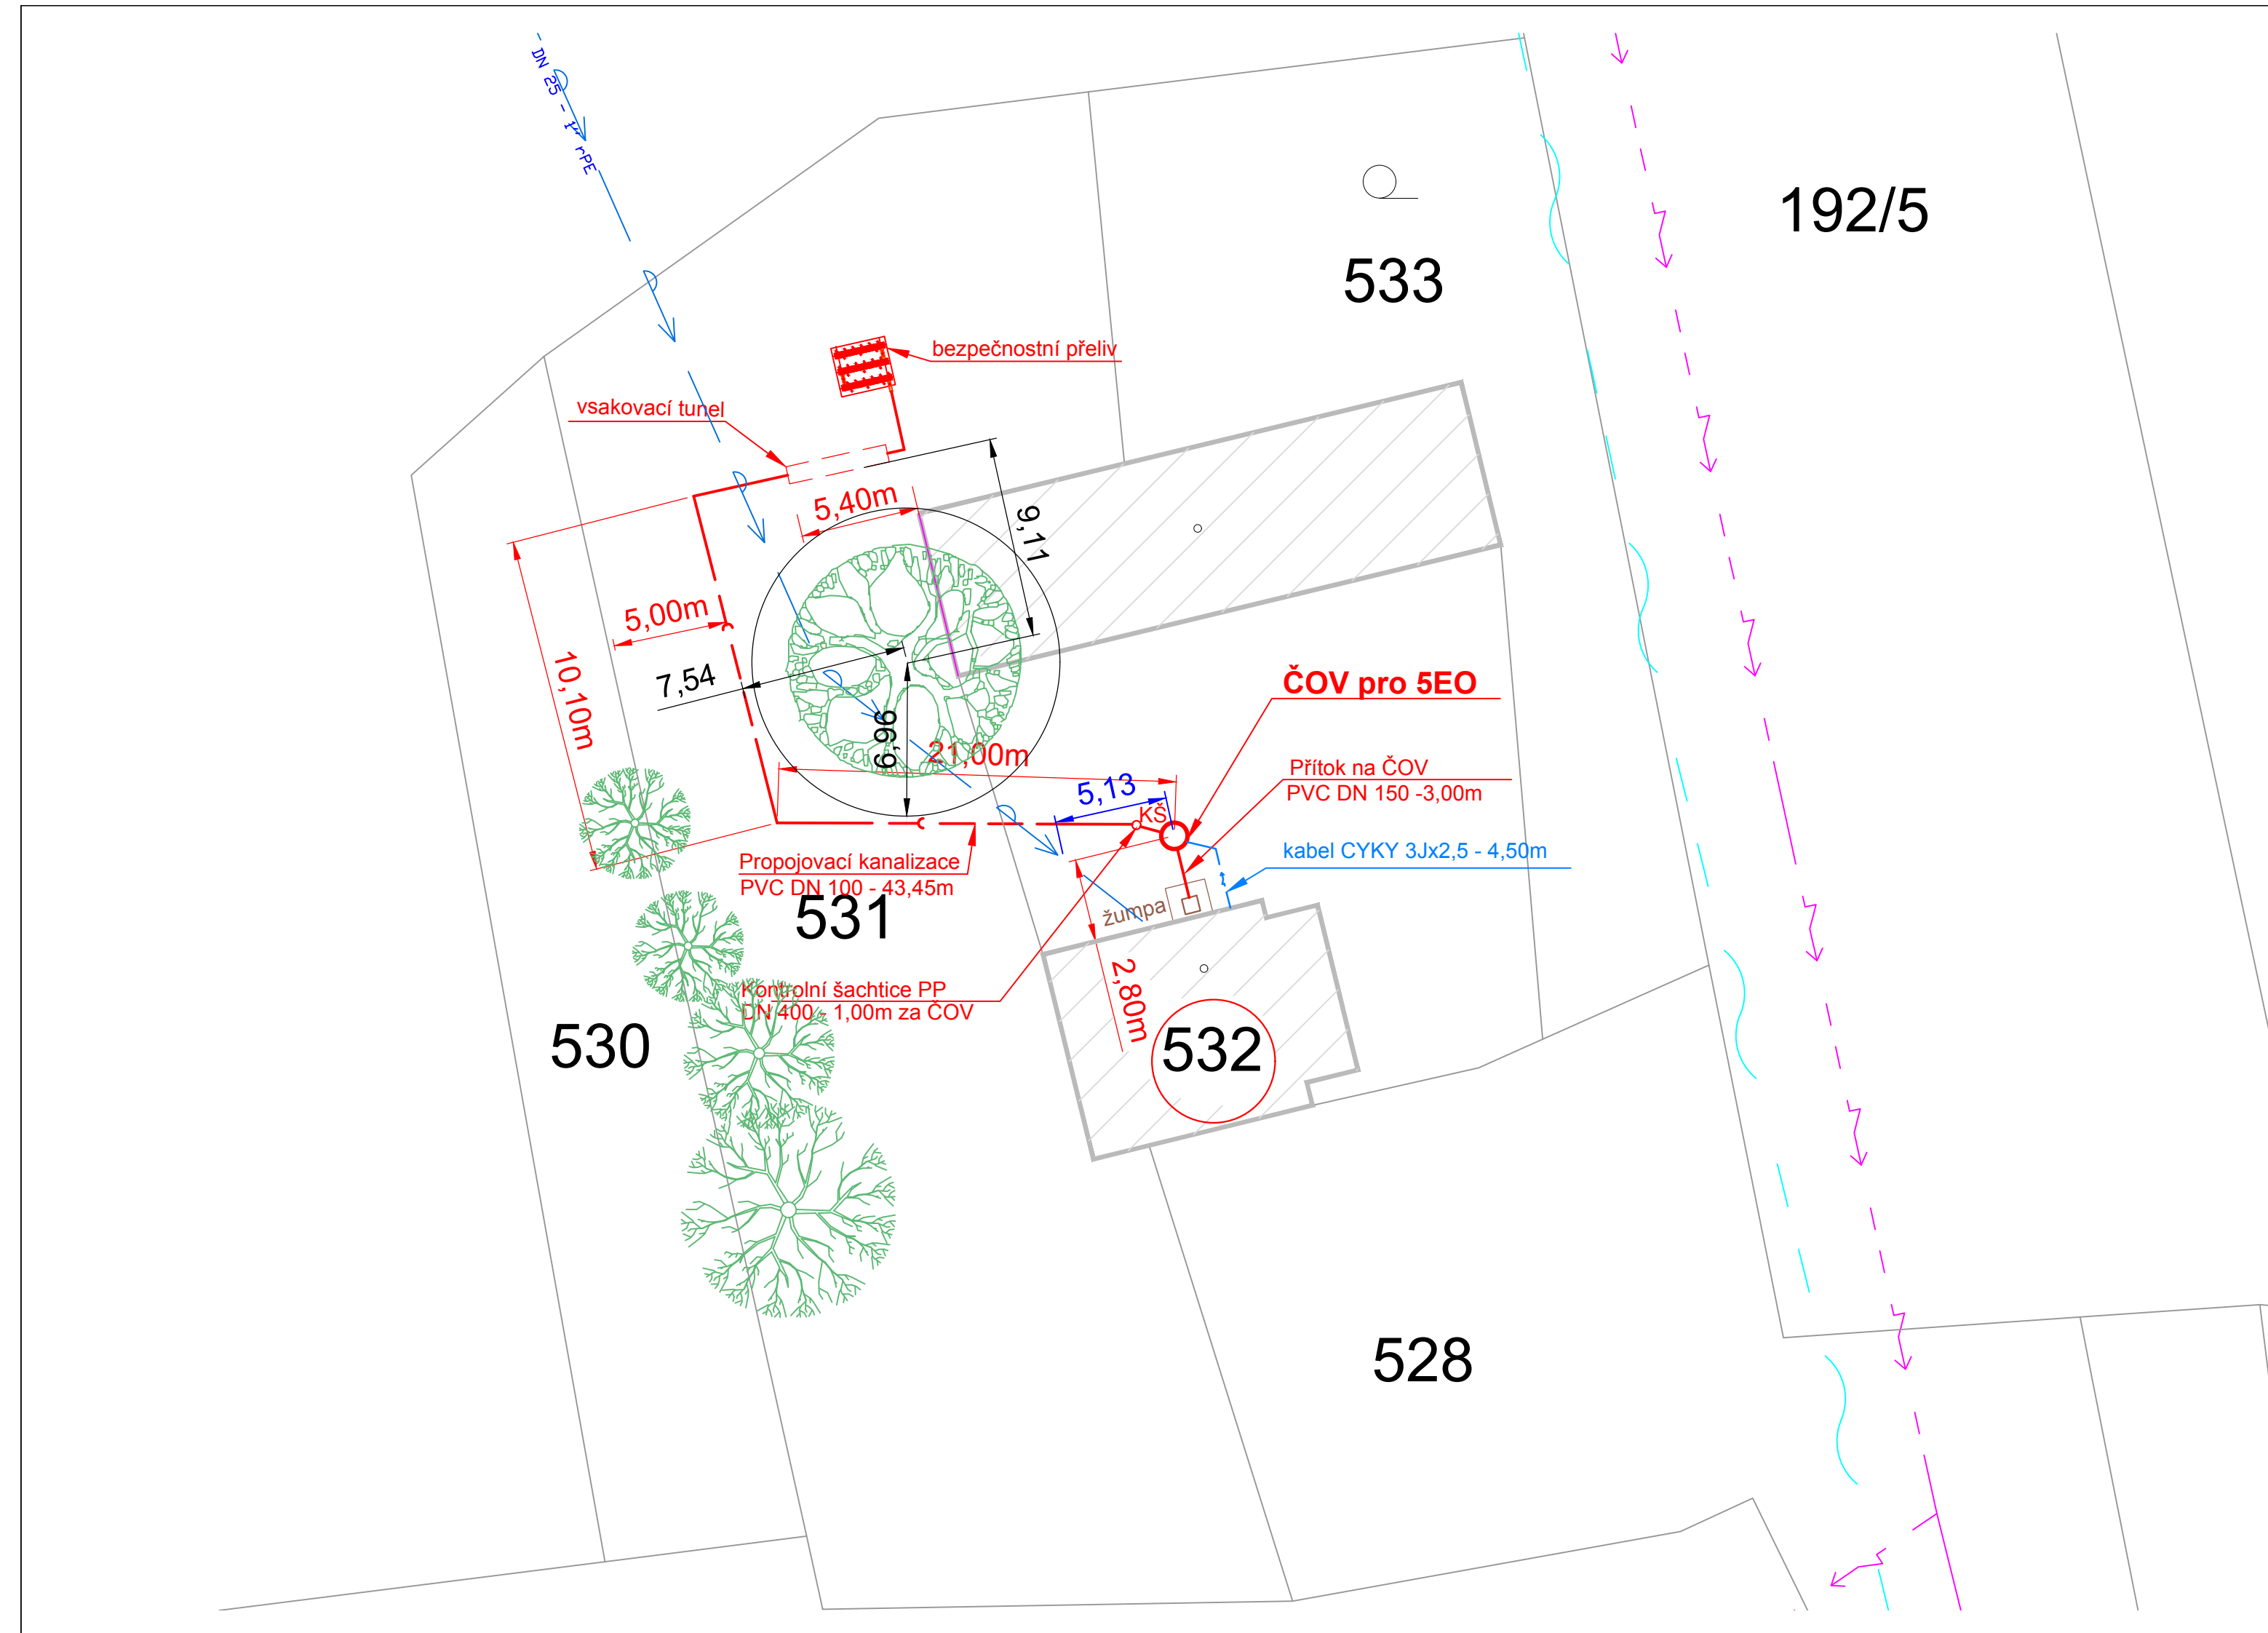 DN 25 - 1" rPE
192/5
533
bezpečnostní přeliv
vsakovací tunel
5,40m
9,11
5,00m
10,10m
7,54
6,96
21,00m
ČOV pro 5EO
Přítok na ČOV
PVC DN 150 -3,00m
5,13
KŠ
kabel CYKY 3Jx2,5 - 4,50m
Propojovací kanalizace
PVC DN 100 - 43,45m
žumpa
531
2,80m
Kontrolní šachtice PP
DN 400 - 1,00m za ČOV
530
532
528